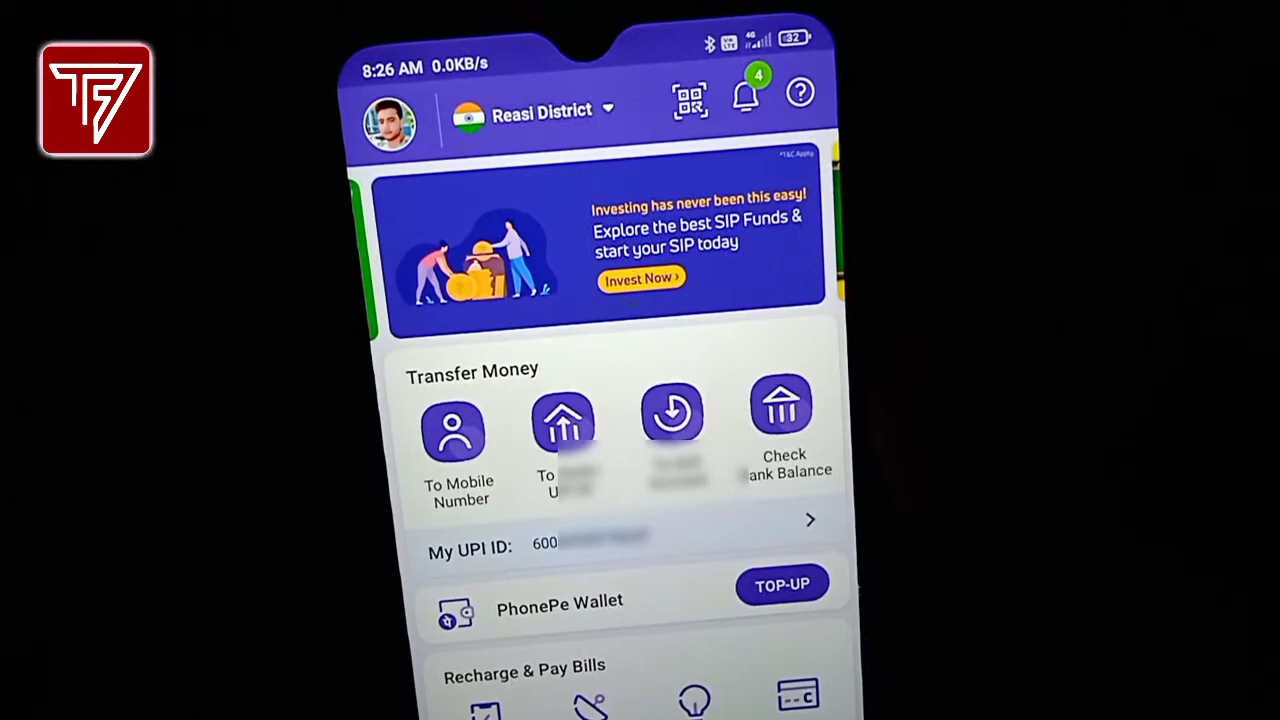 8:26 AM 0.0KB/s
4G
32
Reasi District
4
*T&C Apply
Investing has never been this easy!
Explore the best SIP Funds &
start your SIP today
Invest Now ›
Transfer Money
To Mobile
Number
To
U
Check
ank Balance
My UPI ID: 600
PhonePe Wallet
TOP-UP
Recharge & Pay Bills